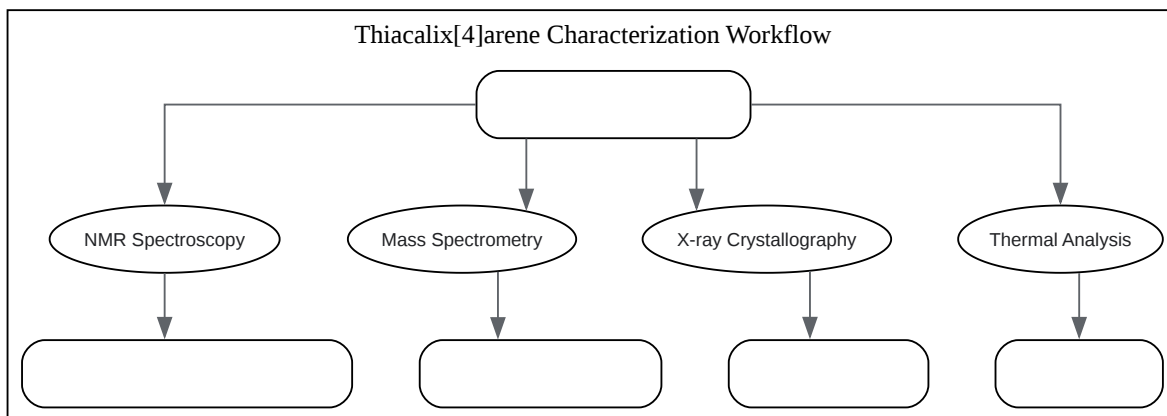 Thiacalix[4]arene Characterization Workflow
NMR Spectroscopy
Mass Spectrometry
X-ray Crystallography
Thermal Analysis